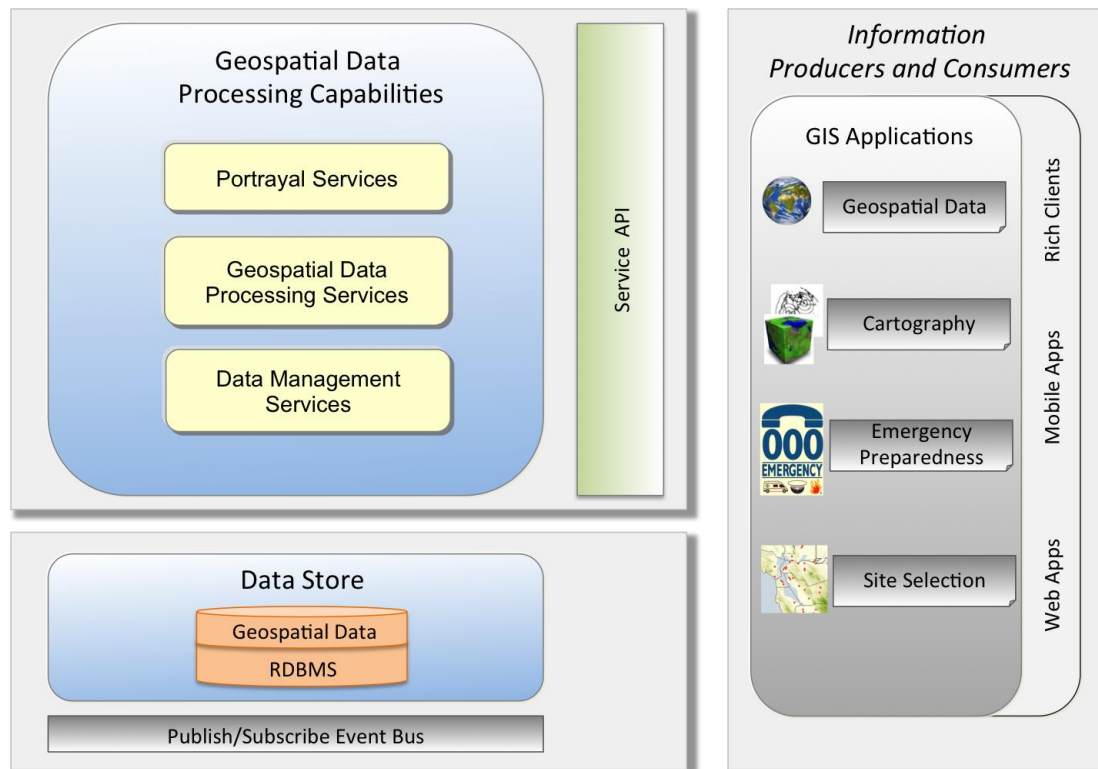 Geospatial Data
Processing Capabilities
Portrayal Services
Geospatial Data
Processing Services
Data Management
Services
Service API
Data Store
Geospatial Data
RDBMS
Publish/Subscribe Event Bus
Information
Producers and Consumers
GIS Applications
Geospatial Data
Cartography
000
EMERGENCY
Emergency
Preparedness
Site Selection
Rich Clients
Mobile Apps
Web Apps